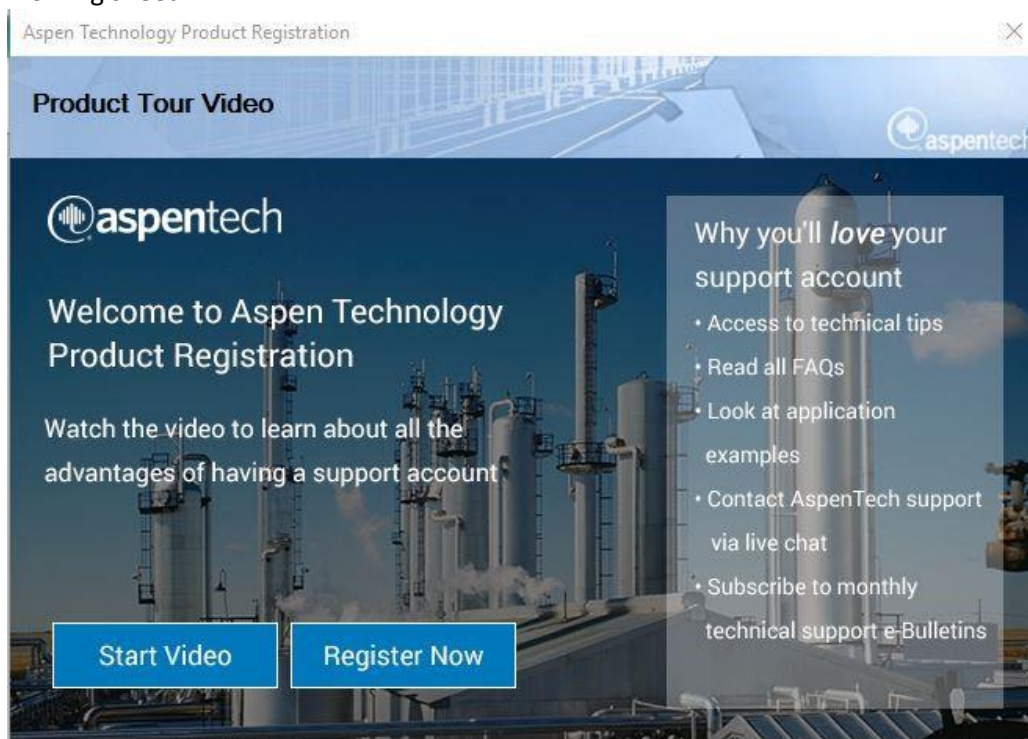 Aspen Technology Product Registration
Product Tour Video
aspentech
aspentech
Welcome to Aspen Technology
Product Registration
Watch the video to learn about all the
advantages of having a support account
Start Video
Register Now
Why you'll love your
support account
• Access to technical tips
• Read all FAQs
• Look at application
examples
• Contact AspenTech support
via live chat
• Subscribe to monthly
technical support e-Bulletins